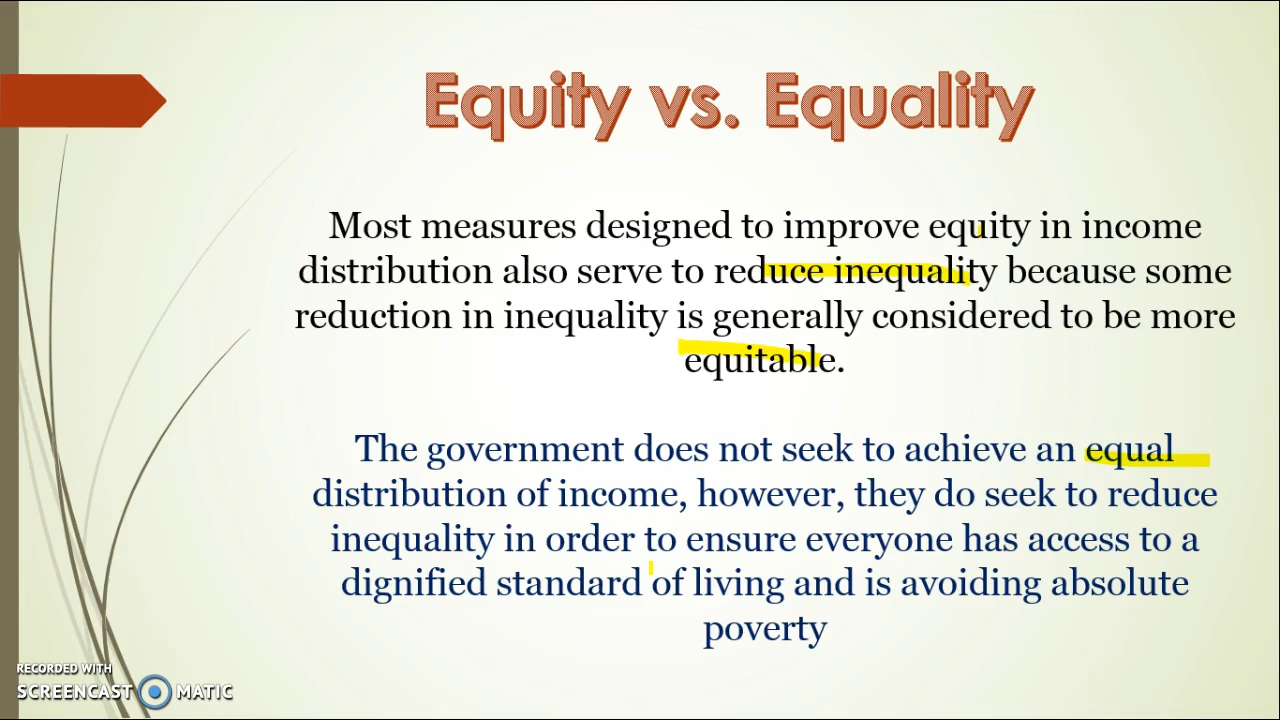 Equity vs. Equality
Most measures designed to improve equity in income
distribution also serve to reduce inequality because some
reduction in inequality is generally considered to be more
equitable.
The government does not seek to achieve an equal
distribution of income, however, they do seek to reduce
inequality in order to ensure everyone has access to a
dignified standard of living and is avoiding absolute
poverty
RECORDED WITH
SCREENCAST MATIC